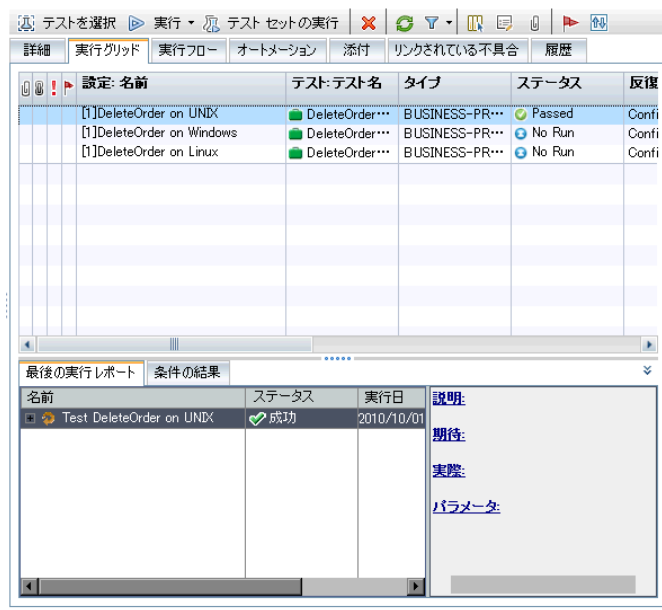 テストを選択 実行 テスト セットの実行
詳細 実行グリッド 実行フロー オートメーション 添付 リンクされている不具合 履歴
設定: 名前 テスト: テスト名 タイプ ステータス 反復
[1]DeleteOrder on UNIX DeleteOrder… BUSINESS-PR… Passed Confi
[1]DeleteOrder on Windows DeleteOrder… BUSINESS-PR… No Run Confi
[1]DeleteOrder on Linux DeleteOrder… BUSINESS-PR… No Run Confi
最後の実行レポート 条件の結果
名前 ステータス 実行日
Test DeleteOrder on UNIX 成功 2010/10/01
説明:
期待:
実際:
パラメータ: